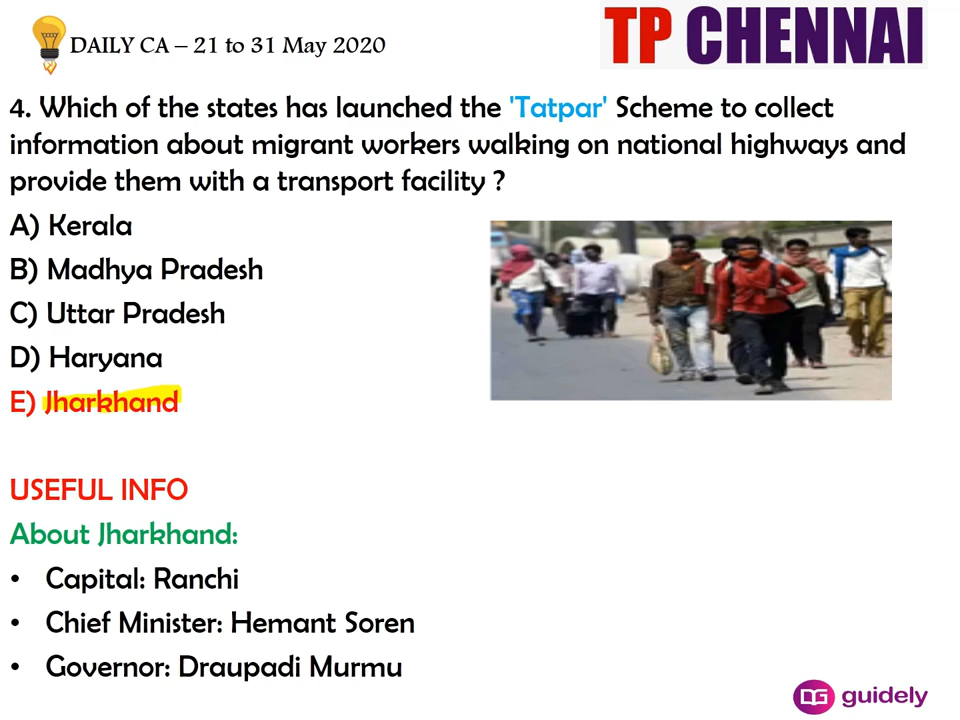 DAILY CA – 21 to 31 May 2020
TP CHENNAI
4. Which of the states has launched the 'Tatpar' Scheme to collect
information about migrant workers walking on national highways and
provide them with a transport facility ?
A) Kerala
B) Madhya Pradesh
C) Uttar Pradesh
D) Haryana
E) Jharkhand
USEFUL INFO
About Jharkhand:
• Capital: Ranchi
• Chief Minister: Hemant Soren
• Governor: Draupadi Murmu
guidely